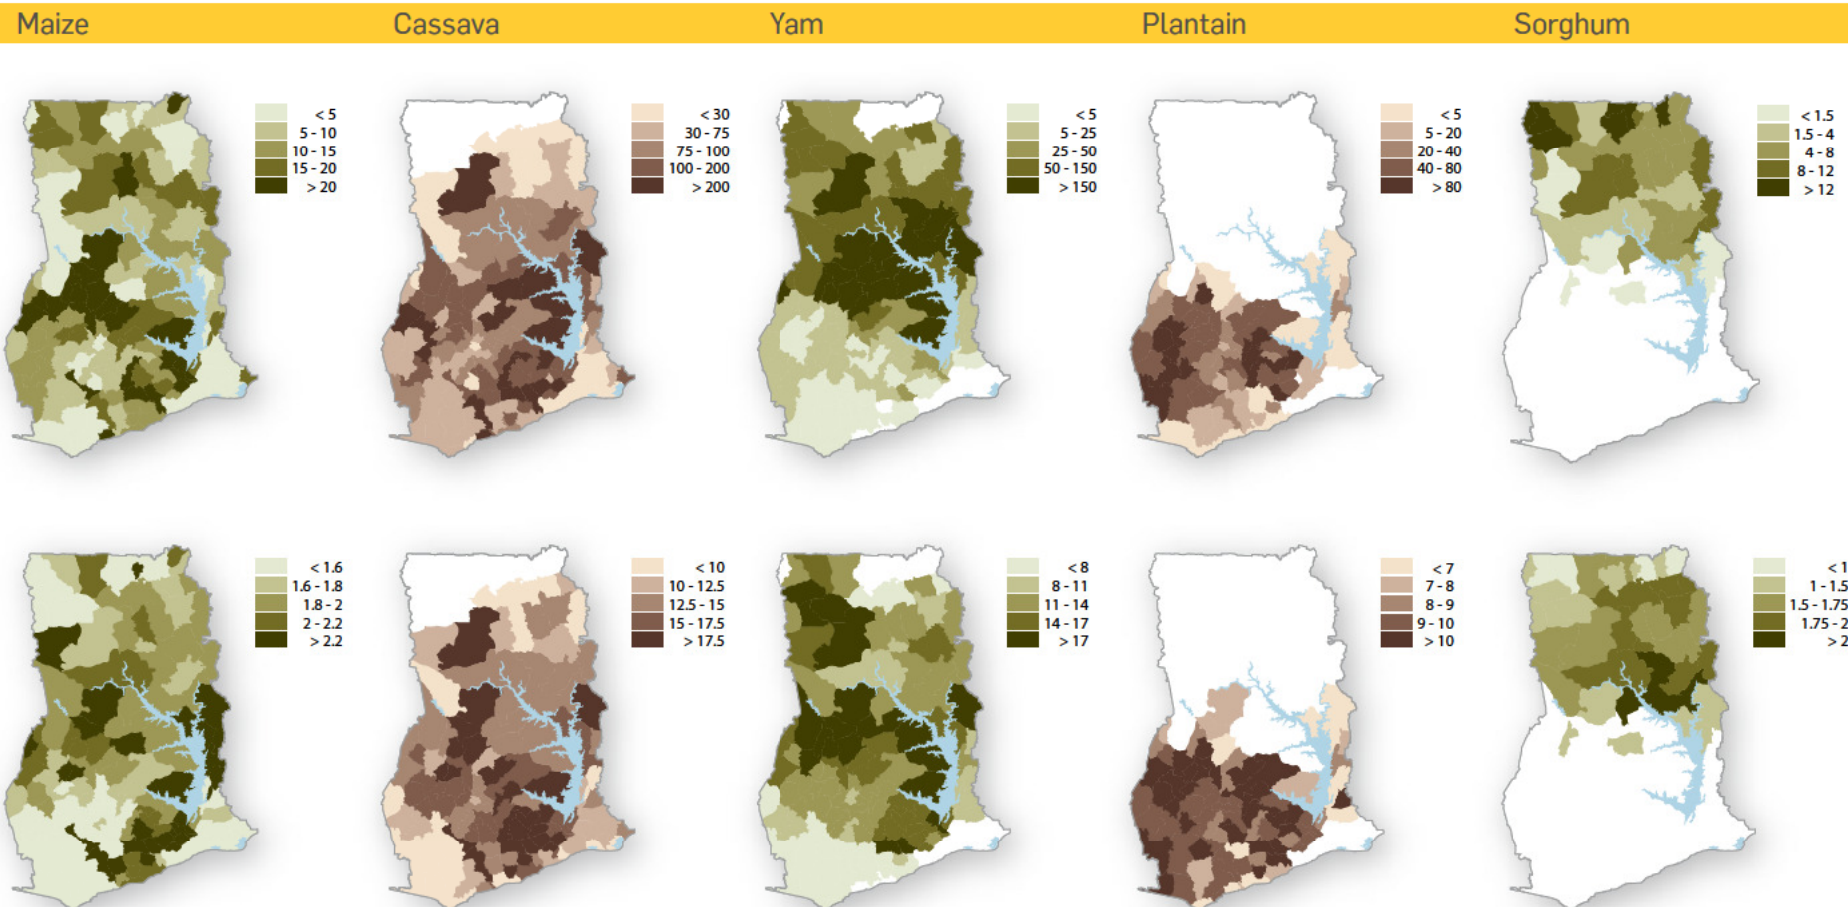 Maize
Cassava
Yam
Plantain
Sorghum
< 5
5 - 10
10 - 15
15 - 20
> 20
< 30
30 - 75
75 - 100
100 - 200
> 200
< 5
5 - 25
25 - 50
50 - 150
> 150
< 5
5 - 20
20 - 40
40 - 80
> 80
< 1.5
1.5 - 4
4 - 8
8 - 12
> 12
< 1.6
1.6 - 1.8
1.8 - 2
2 - 2.2
> 2.2
< 10
10 - 12.5
12.5 - 15
15 - 17.5
> 17.5
< 8
8 - 11
11 - 14
14 - 17
> 17
< 7
7 - 8
8 - 9
9 - 10
> 10
< 1
1 - 1.5
1.5 - 1.75
1.75 - 2
> 2